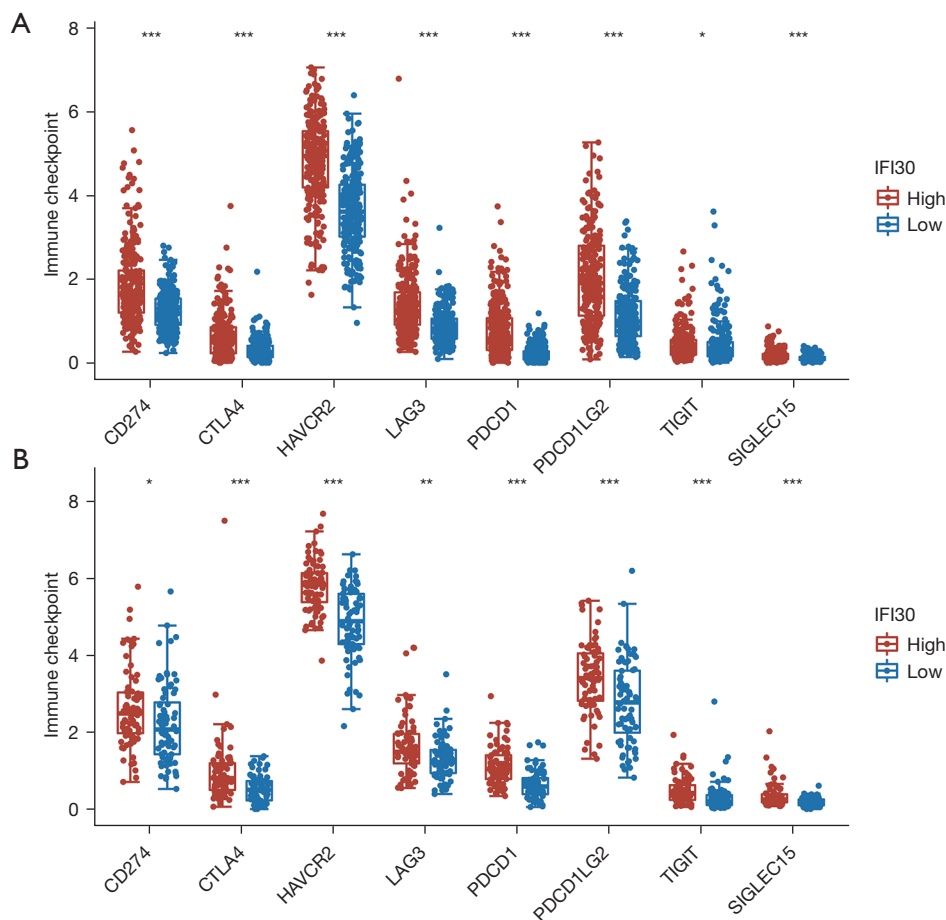 A
Immune checkpoint
8
6
4
2
0
*** *** *** *** *** *** * ***
CD274 CTLA4 HAVCR2 LAG3 PDCD1 PDCD1LG2 TIGIT SIGLEC15
IFI30
High
Low
B
Immune checkpoint
8
6
4
2
0
* *** *** ** *** *** *** ***
CD274 CTLA4 HAVCR2 LAG3 PDCD1 PDCD1LG2 TIGIT SIGLEC15
IFI30
High
Low